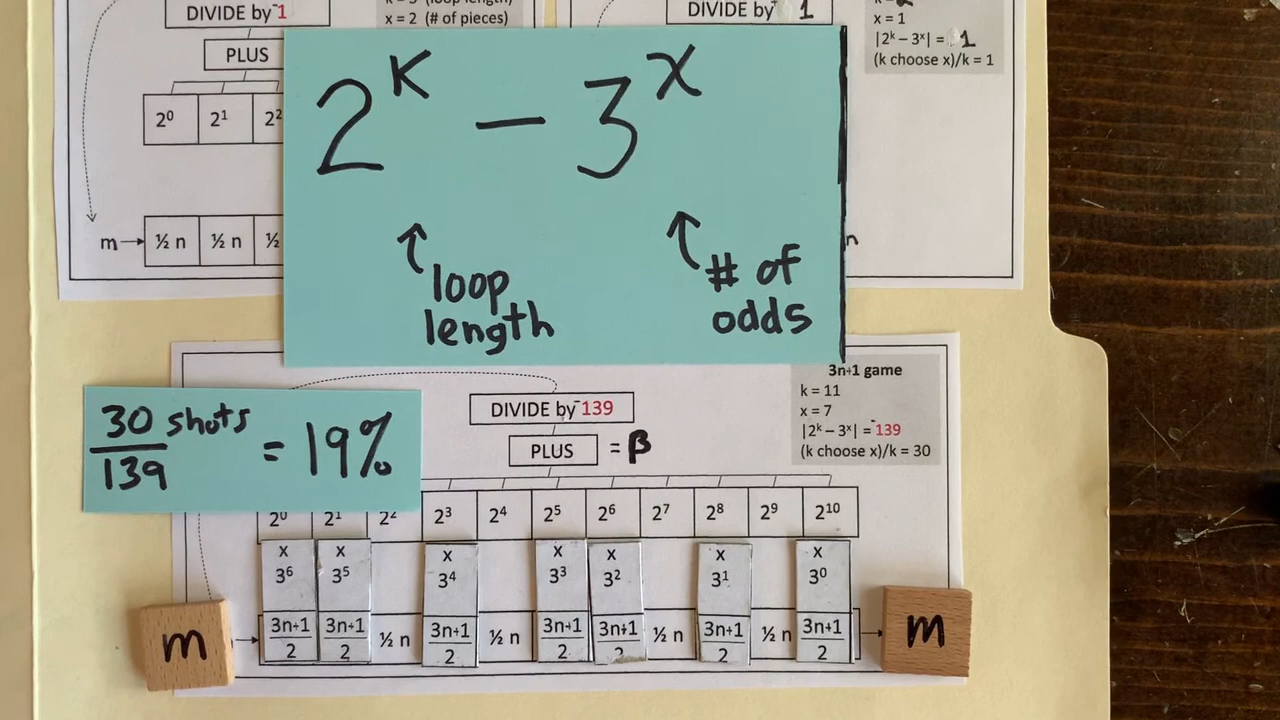 DIVIDE by -1
x = 2 (# of pieces)
PLUS
2⁰ 2¹ 2²
m → ½ n ½ n ½
DIVIDE by - 1
x = 1
|2ᵏ – 3ˣ| = 1
(k choose x)/k = 1
n
2ᴷ – 3ˣ
↑ loop length
↑ # of odds
30 shots
139
= 19%
3n+1 game
k = 11
x = 7
|2ᵏ – 3ˣ| = -139
(k choose x)/k = 30
DIVIDE by -139
PLUS = β
2⁰ 2¹ 2² 2³ 2⁴ 2⁵ 2⁶ 2⁷ 2⁸ 2⁹ 2¹⁰
x x x x x x x
3⁶ 3⁵ 3⁴ 3³ 3² 3¹ 3⁰
m → 3n+1/2 3n+1/2 ½ n 3n+1/2 ½ n 3n+1/2 3n+1/2 ½ n 3n+1/2 ½ n 3n+1/2 → m